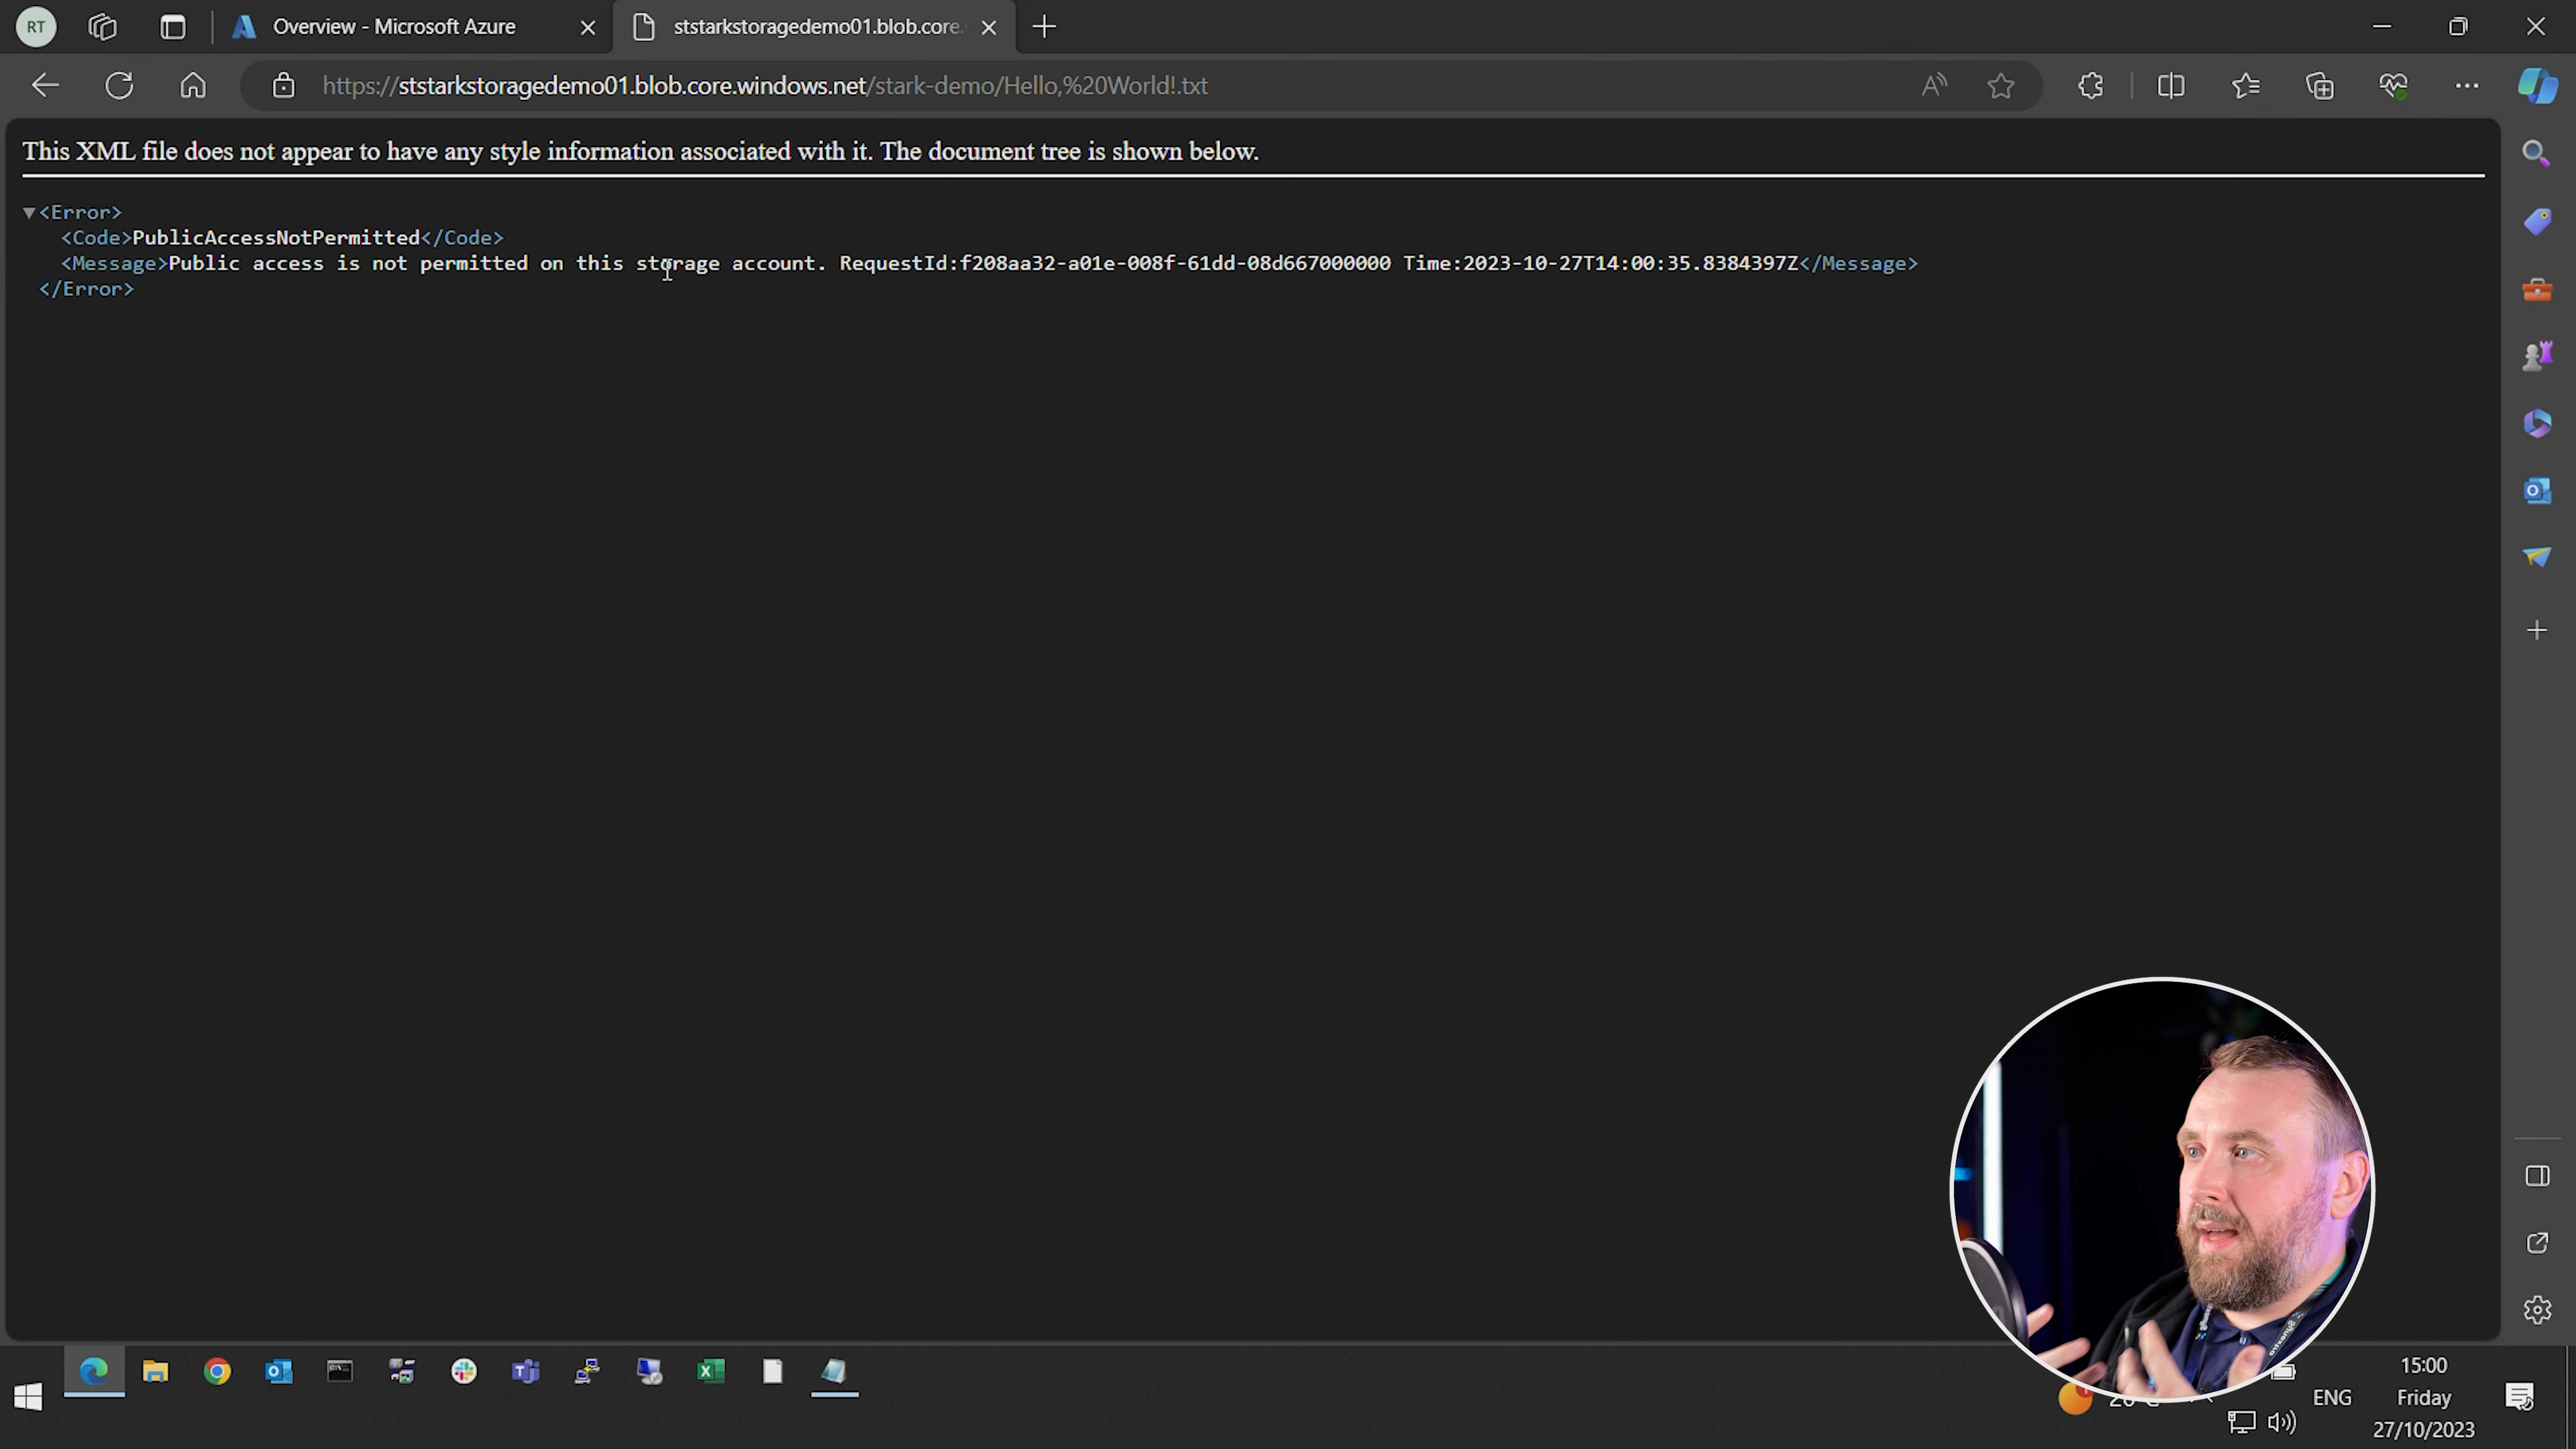 RT
Overview - Microsoft Azure
ststarkstoragedemo01.blob.core.
https://ststarkstoragedemo01.blob.core.windows.net/stark-demo/Hello,%20World!.txt
This XML file does not appear to have any style information associated with it. The document tree is shown below.
<Error>
<Code>PublicAccessNotPermitted</Code>
<Message>Public access is not permitted on this storage account. RequestId:f208aa32-a01e-008f-61dd-08d667000000 Time:2023-10-27T14:00:35.8384397Z</Message>
</Error>
15:00
ENG
Friday
27/10/2023